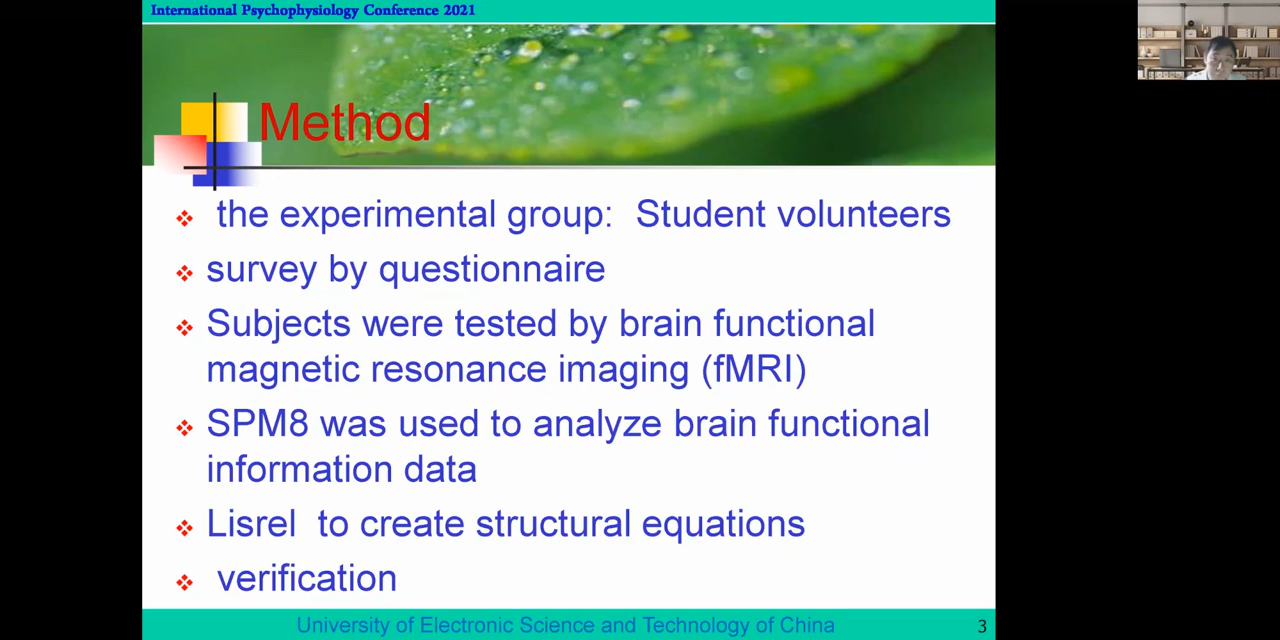 International Psychophysiology Conference 2021
Method
the experimental group: Student volunteers
survey by questionnaire
Subjects were tested by brain functional
magnetic resonance imaging (fMRI)
SPM8 was used to analyze brain functional
information data
Lisrel to create structural equations
verification
University of Electronic Science and Technology of China
3